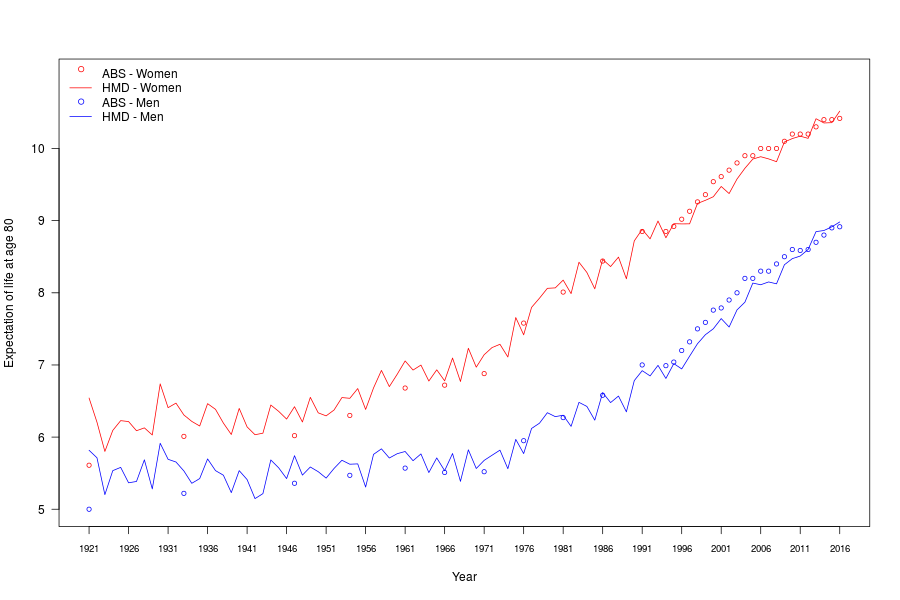 ABS - Women
HMD - Women
ABS - Men
HMD - Men
10
9
8
7
6
5
Expectation of life at age 80
1921 1926 1931 1936 1941 1946 1951 1956 1961 1966 1971 1976 1981 1986 1991 1996 2001 2006 2011 2016
Year